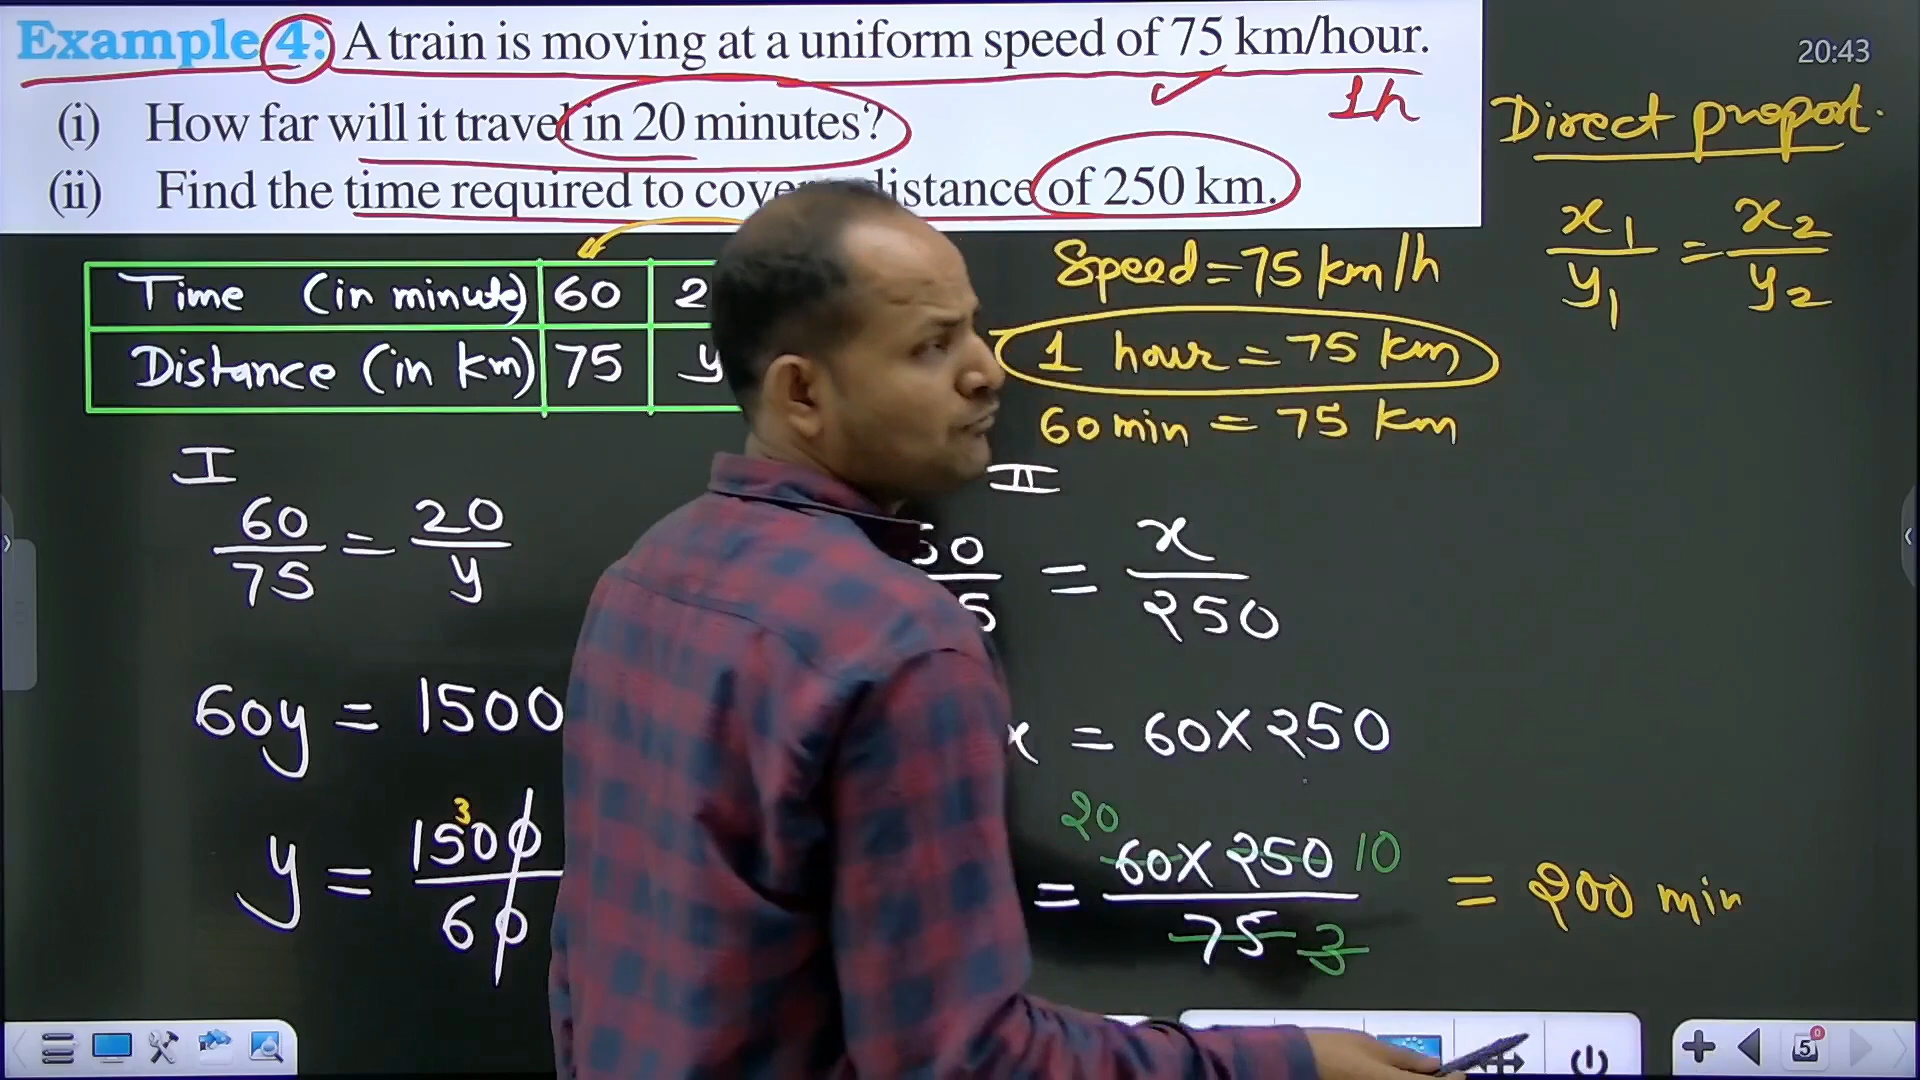 Example 4: A train is moving at a uniform speed of 75 km/hour.
1h
(i) How far will it travel in 20 minutes?
(ii) Find the time required to distance of 250 km.
20:43
Direct proport.
x1/y1 = x2/y2
Time (in minute) 60 2
Distance (in km) 75 y
Speed = 75 km/h
1 hour = 75 km
60 min = 75 km
I
60/75 = 20/y
60y = 1500
y = 1500/60
3
II
= x/250
x = 60 X 250
20
= 60 X 250/75
10
3
= 200 min
5
0